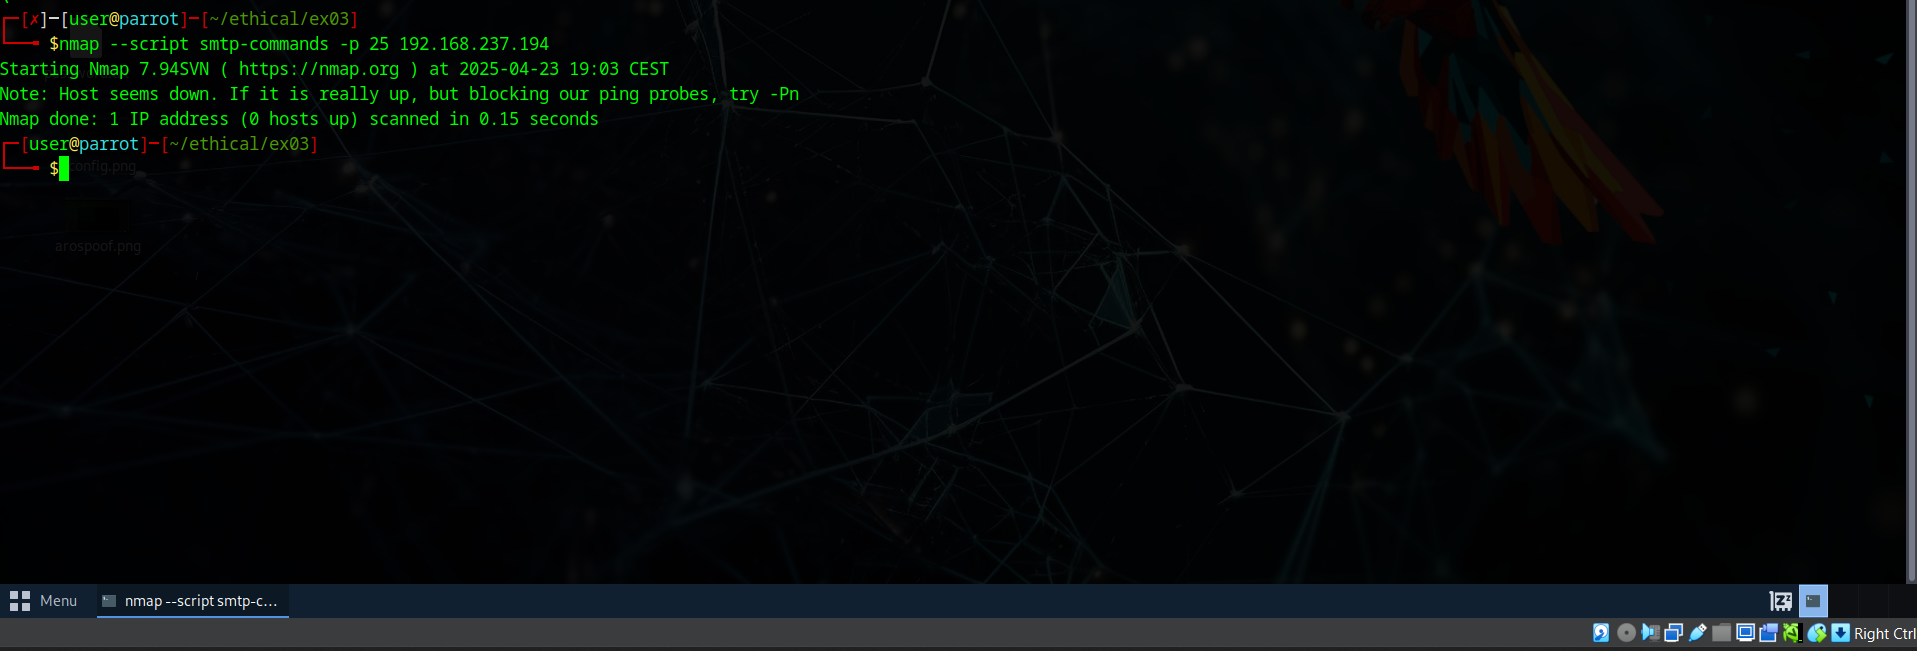 [✗]─[user@parrot]─[~/ethical/ex03]
$nmap --script smtp-commands -p 25 192.168.237.194
Starting Nmap 7.94SVN ( https://nmap.org ) at 2025-04-23 19:03 CEST
Note: Host seems down. If it is really up, but blocking our ping probes, try -Pn
Nmap done: 1 IP address (0 hosts up) scanned in 0.15 seconds
[user@parrot]─[~/ethical/ex03]
$
config.png
arospoof.png
Menu
nmap --script smtp-c...
Right Ctrl